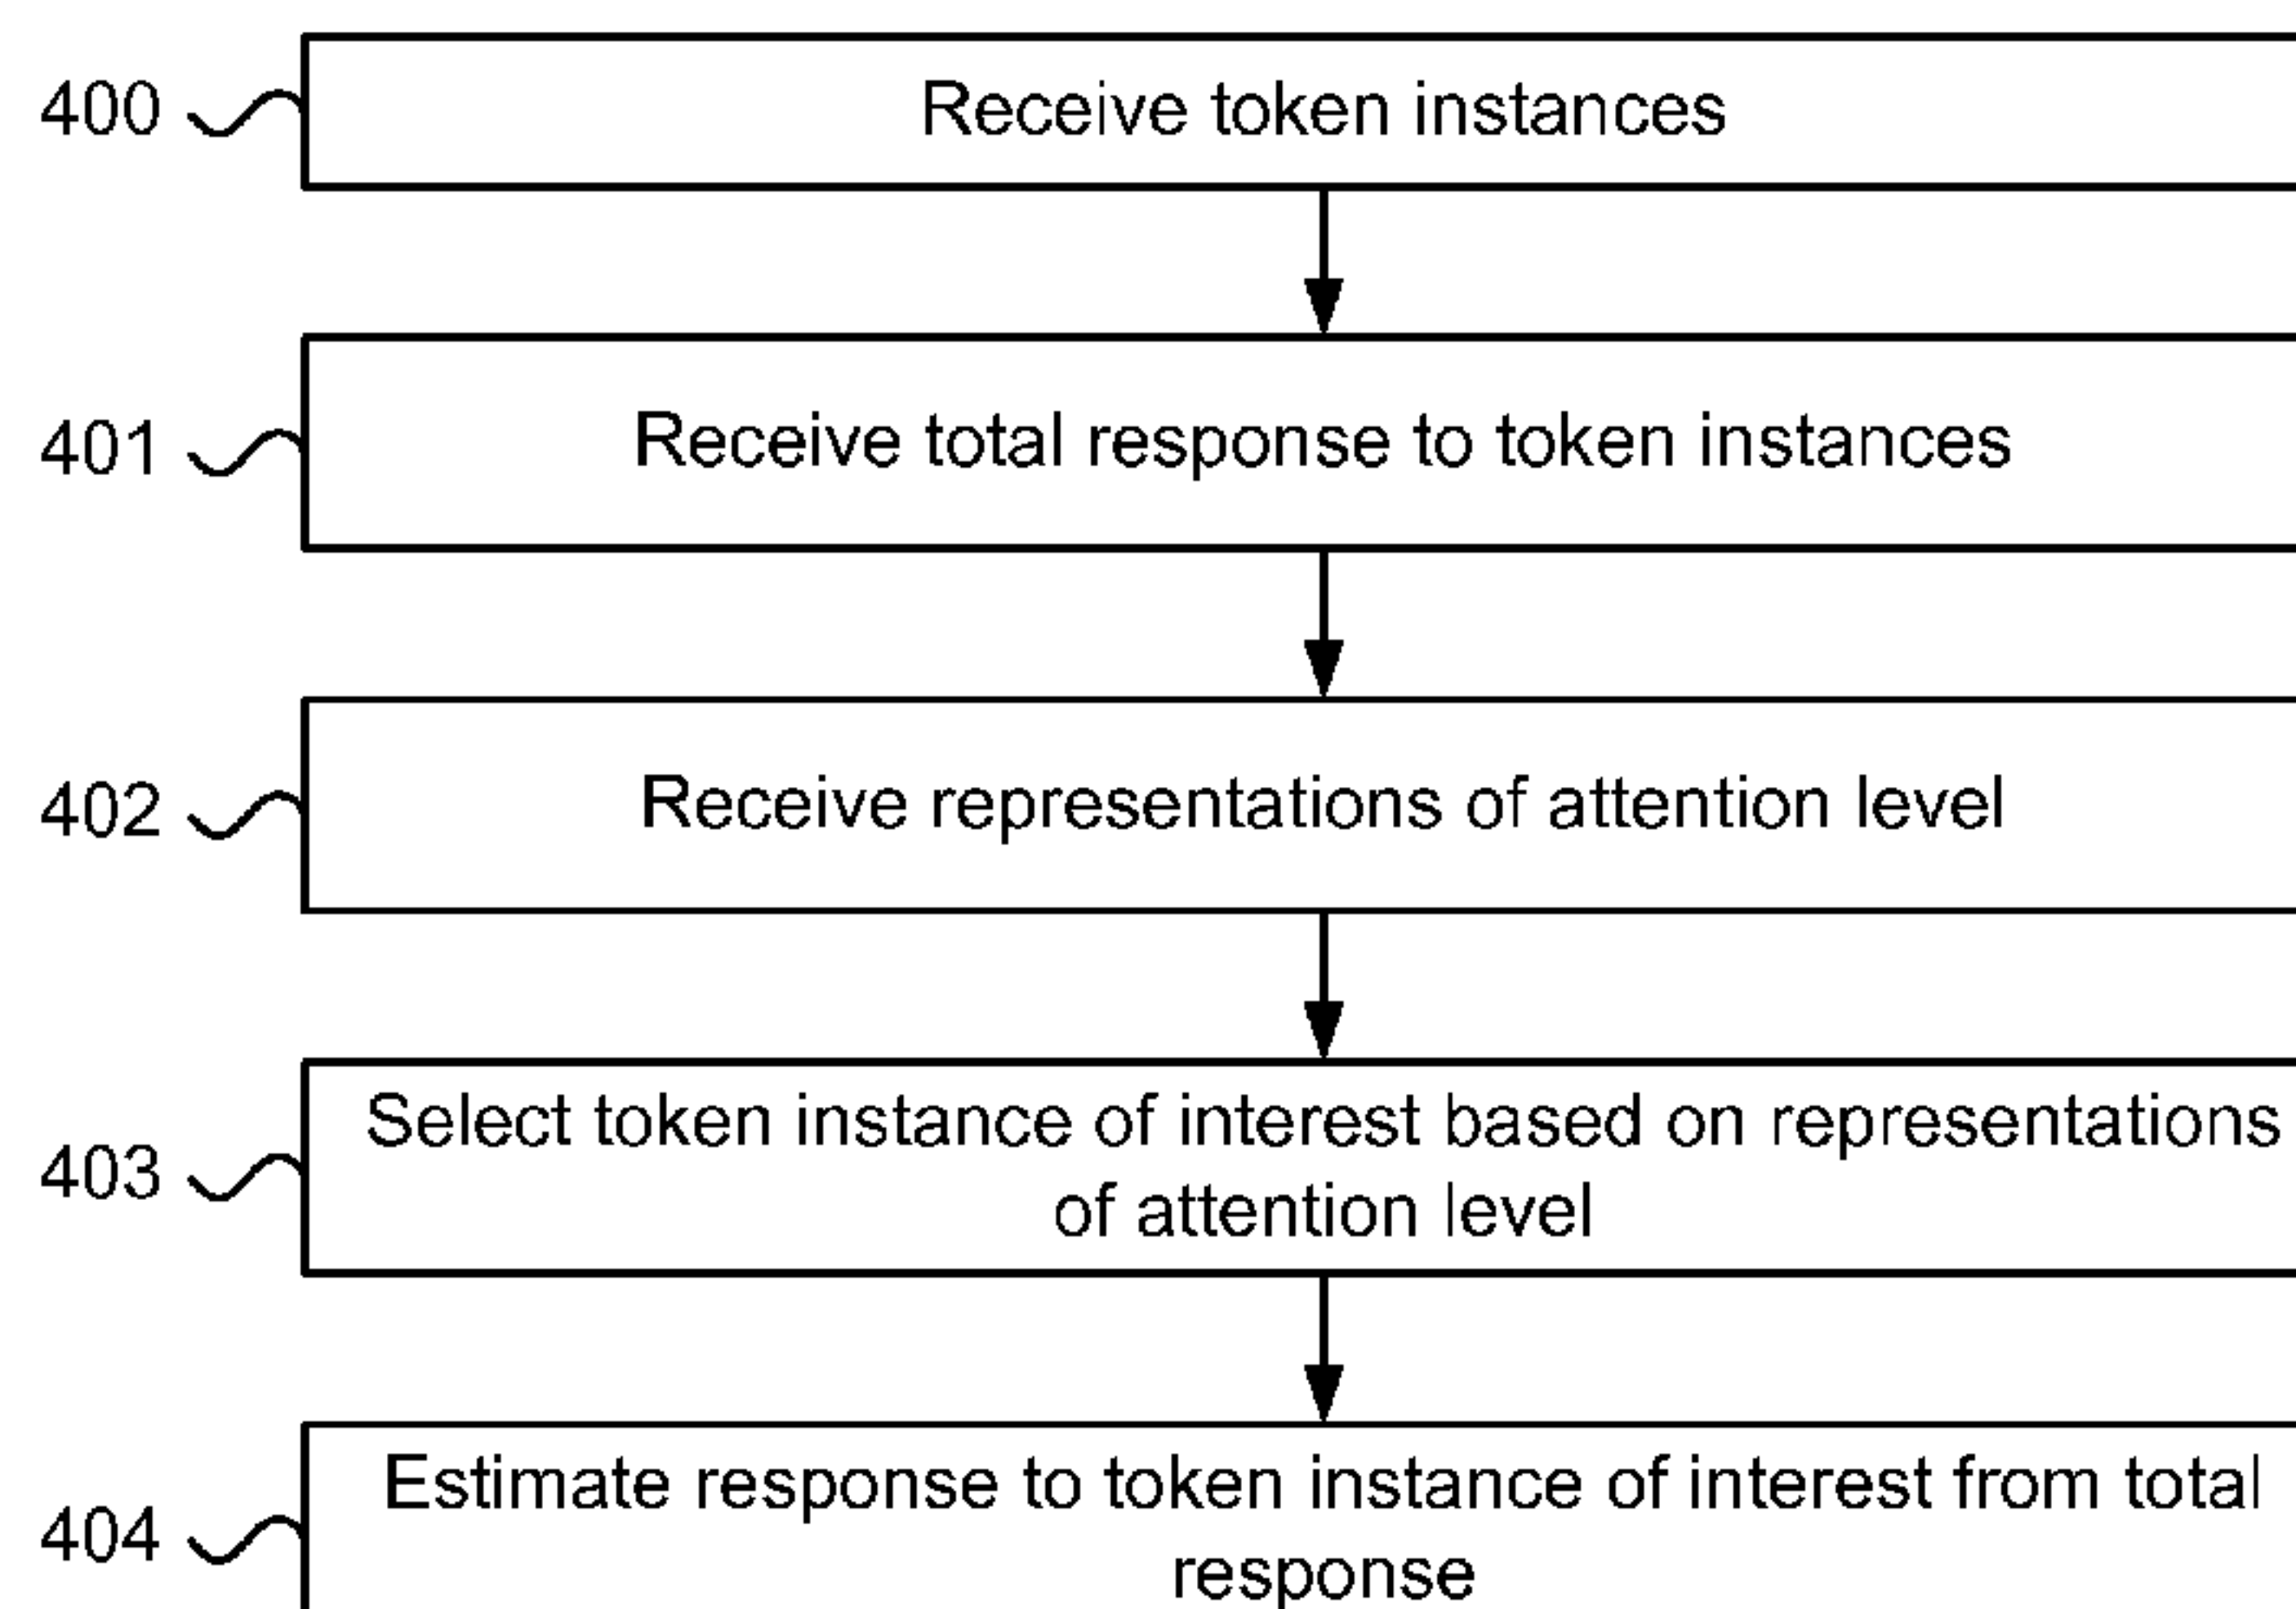 400
Receive token instances
401
Receive total response to token instances
402
Receive representations of attention level
403
Select token instance of interest based on representations
of attention level
404
Estimate response to token instance of interest from total
response